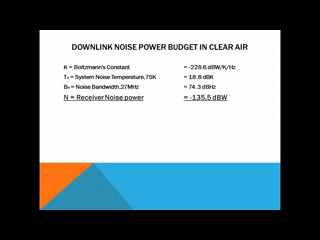 DOWNLINK NOISE POWER BUDGET IN CLEAR AIR
K = Boltzmann's Constant = -228.6 dBW/K/Hz
Ts = System Noise Temperature,75K = 18.8 dBK
Bn = Noise Bandwidth,27MHz = 74.3 dBHz
N = Receiver Noise power = -135.5 dBW